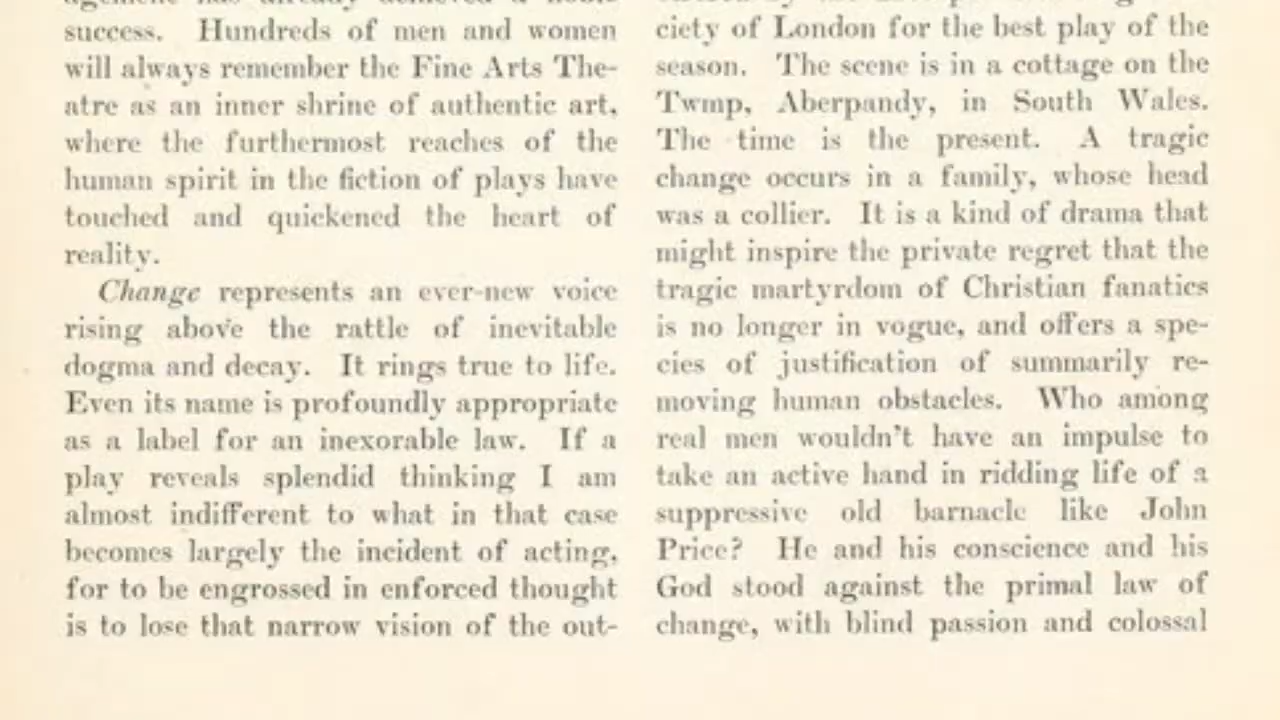 success. Hundreds of men and women
will always remember the Fine Arts The-
atre as an inner shrine of authentic art,
where the furthermost reaches of the
human spirit in the fiction of plays have
touched and quickened the heart of
reality.
Change represents an ever-new voice
rising above the rattle of inevitable
dogma and decay. It rings true to life.
Even its name is profoundly appropriate
as a label for an inexorable law. If a
play reveals splendid thinking I am
almost indifferent to what in that case
becomes largely the incident of acting,
for to be engrossed in enforced thought
is to lose that narrow vision of the out-
ciety of London for the best play of the
season. The scene is in a cottage on the
Twmp, Aberpandy, in South Wales.
The time is the present. A tragic
change occurs in a family, whose head
was a collier. It is a kind of drama that
might inspire the private regret that the
tragic martyrdom of Christian fanatics
is no longer in vogue, and offers a spe-
cies of justification of summarily re-
moving human obstacles. Who among
real men wouldn't have an impulse to
take an active hand in ridding life of a
suppressive old barnacle like John
Price? He and his conscience and his
God stood against the primal law of
change, with blind passion and colossal